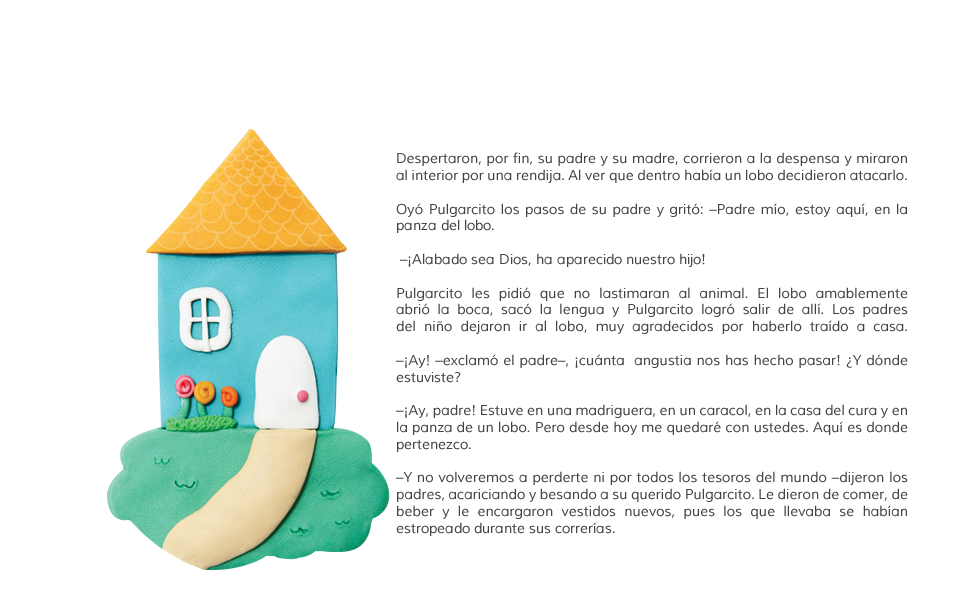 Despertaron, por fin, su padre y su madre, corrieron a la despensa y miraron
al interior por una rendija. Al ver que dentro había un lobo decidieron atacarlo.
Oyó Pulgarcito los pasos de su padre y gritó: –Padre mío, estoy aquí, en la
panza del lobo.
–¡Alabado sea Dios, ha aparecido nuestro hijo!
Pulgarcito les pidió que no lastimaran al animal. El lobo amablemente
abrió la boca, sacó la lengua y Pulgarcito logró salir de allí. Los padres
del niño dejaron ir al lobo, muy agradecidos por haberlo traído a casa.
–¡Ay! –exclamó el padre–, ¡cuánta angustia nos has hecho pasar! ¿Y dónde
estuviste?
–¡Ay, padre! Estuve en una madriguera, en un caracol, en la casa del cura y en
la panza de un lobo. Pero desde hoy me quedaré con ustedes. Aquí es donde
pertenezco.
–Y no volveremos a perderte ni por todos los tesoros del mundo –dijeron los
padres, acariciando y besando a su querido Pulgarcito. Le dieron de comer, de
beber y le encargaron vestidos nuevos, pues los que llevaba se habían
estropeado durante sus correrías.